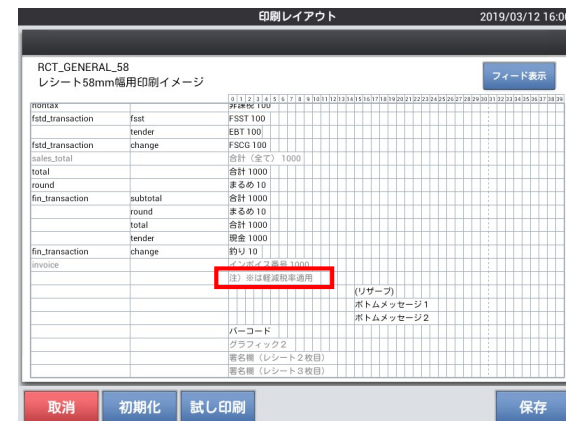 印刷レイアウト 2019/03/12 16:00
RCT_GENERAL_58
レシート58mm幅用印刷イメージ
フィード表示
0 1 2 3 4 5 6 7 8 9 10 11 12 13 14 15 16 17 18 19 20 21 22 23 24 25 26 27 28 29 30 31 32 33 34 35 36 37 38 39
nontax 非課税 100
fstd_transaction fsst FSST 100
tender EBT 100
fstd_transaction change FSCG 100
sales_total 合計（全て） 1000
total 合計 1000
round まるめ 10
fin_transaction subtotal 合計 1000
round まるめ 10
total 合計 1000
tender 現金 1000
fin_transaction change 釣り 10
invoice インボイス番号 1000
注）※は軽減税率適用
(リザーブ)
ボトムメッセージ1
ボトムメッセージ2
バーコード
グラフィック2
署名欄（レシート2枚目）
署名欄（レシート3枚目）
取消 初期化 試し印刷 保存